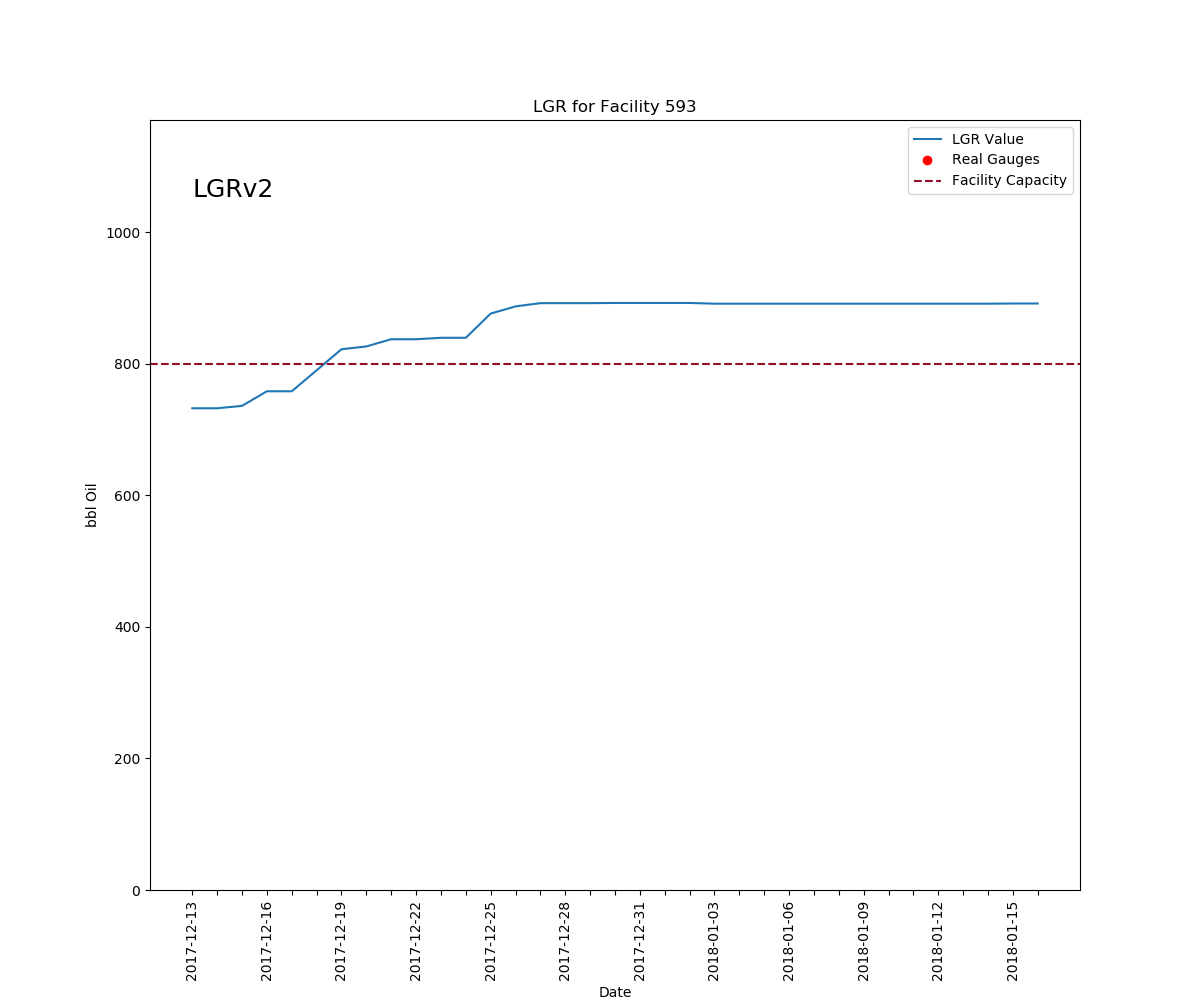 LGR for Facility 593
LGRv2
LGR Value
Real Gauges
Facility Capacity
1000
800
600
400
200
0
bbl Oil
2017-12-13
2017-12-16
2017-12-19
2017-12-22
2017-12-25
2017-12-28
2017-12-31
2018-01-03
2018-01-06
2018-01-09
2018-01-12
2018-01-15
Date